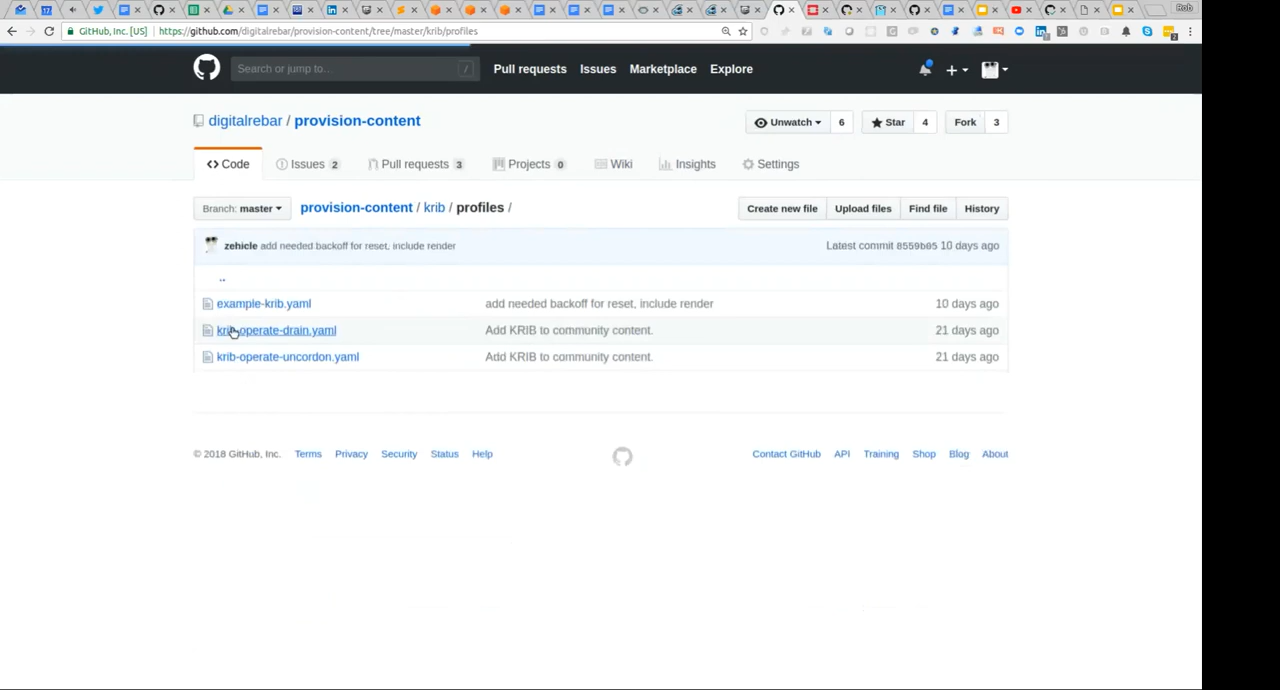 Rob
GitHub, Inc. [US] https://github.com/digitalrebar/provision-content/tree/master/krib/profiles
Search or jump to... /
Pull requests Issues Marketplace Explore
digitalrebar / provision-content
Unwatch 6 Star 4 Fork 3
Code Issues 2 Pull requests 3 Projects 0 Wiki Insights Settings
Branch: master provision-content / krib / profiles /
Create new file Upload files Find file History
zehicle add needed backoff for reset, include render Latest commit 8559b05 10 days ago
..
example-krib.yaml add needed backoff for reset, include render 10 days ago
krib-operate-drain.yaml Add KRIB to community content. 21 days ago
krib-operate-uncordon.yaml Add KRIB to community content. 21 days ago
© 2018 GitHub, Inc. Terms Privacy Security Status Help Contact GitHub API Training Shop Blog About